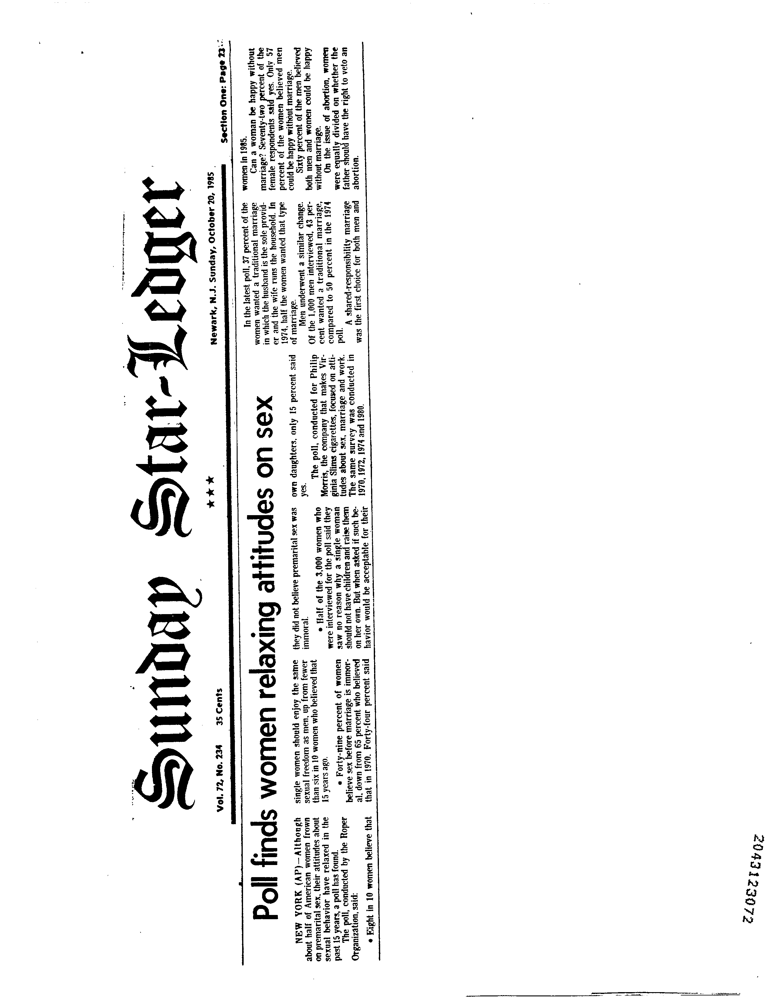 Sunday Star-Ledger
Vol. 72, No. 234 35 Cents ★★★ Newark, N.J. Sunday, October 20, 1985 Section One: Page 23
Poll finds women relaxing attitudes on sex
NEW YORK (AP)—Although
about half of American women frown
on premarital sex, their attitudes about
sexual behavior have relaxed in the
past 15 years, a poll has found.
The poll, conducted by the Roper
Organization, said:
• Eight in 10 women believe that
single women should enjoy the same
sexual freedom as men, up from fewer
than six in 10 women who believed that
15 years ago.
• Forty-nine percent of women
believe sex before marriage is immor-
al, down from 65 percent who believed
that in 1970. Forty-four percent said
they did not believe premarital sex was
immoral.
• Half of the 3,000 women who
were interviewed for the poll said they
saw no reason why a single woman
should not have children and raise them
on her own. But when asked if such be-
havior would be acceptable for their
own daughters, only 15 percent said
yes.
The poll, conducted for Philip
Morris, the company that makes Vir-
ginia Slims cigarettes, focused on atti-
tudes about sex, marriage and work.
The same survey was conducted in
1970, 1972, 1974 and 1980.
In the latest poll, 37 percent of the
women wanted a traditional marriage
in which the husband is the sole provid-
er and the wife runs the household. In
1974, half the women wanted that type
of marriage.
Men underwent a similar change.
Of the 1,000 men interviewed, 43 per-
cent wanted a traditional marriage,
compared to 50 percent in the 1974
poll.
A shared-responsibility marriage
was the first choice for both men and
women in 1985.
Can a woman be happy without
marriage? Seventy-two percent of the
female respondents said yes. Only 57
percent of the women believed men
could be happy without marriage.
Sixty percent of the men believed
both men and women could be happy
without marriage.
On the issue of abortion, women
were equally divided on whether the
father should have the right to veto an
abortion.
2043123072